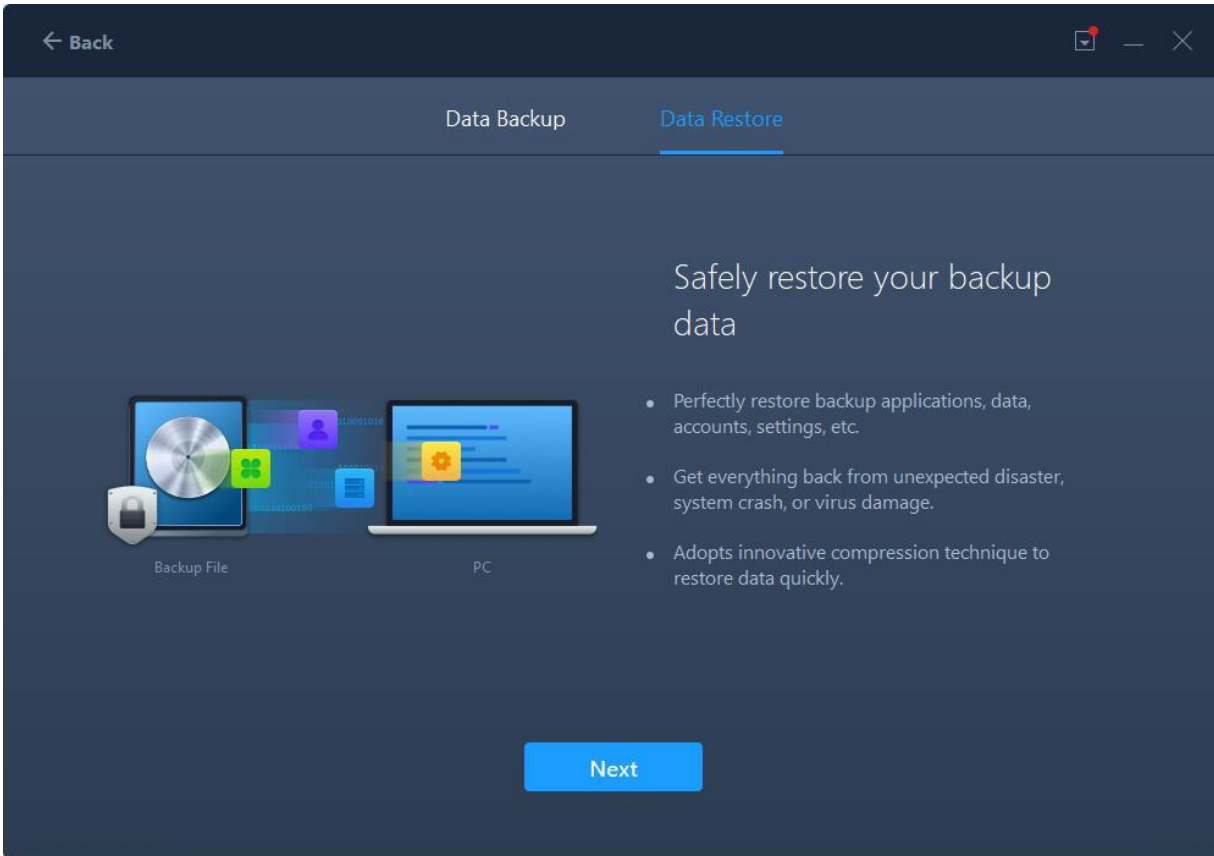 Back
Data Backup
Data Restore
Safely restore your backup
data
Perfectly restore backup applications, data,
accounts, settings, etc.
Get everything back from unexpected disaster,
system crash, or virus damage.
Adopts innovative compression technique to
restore data quickly.
Backup File
PC
Next